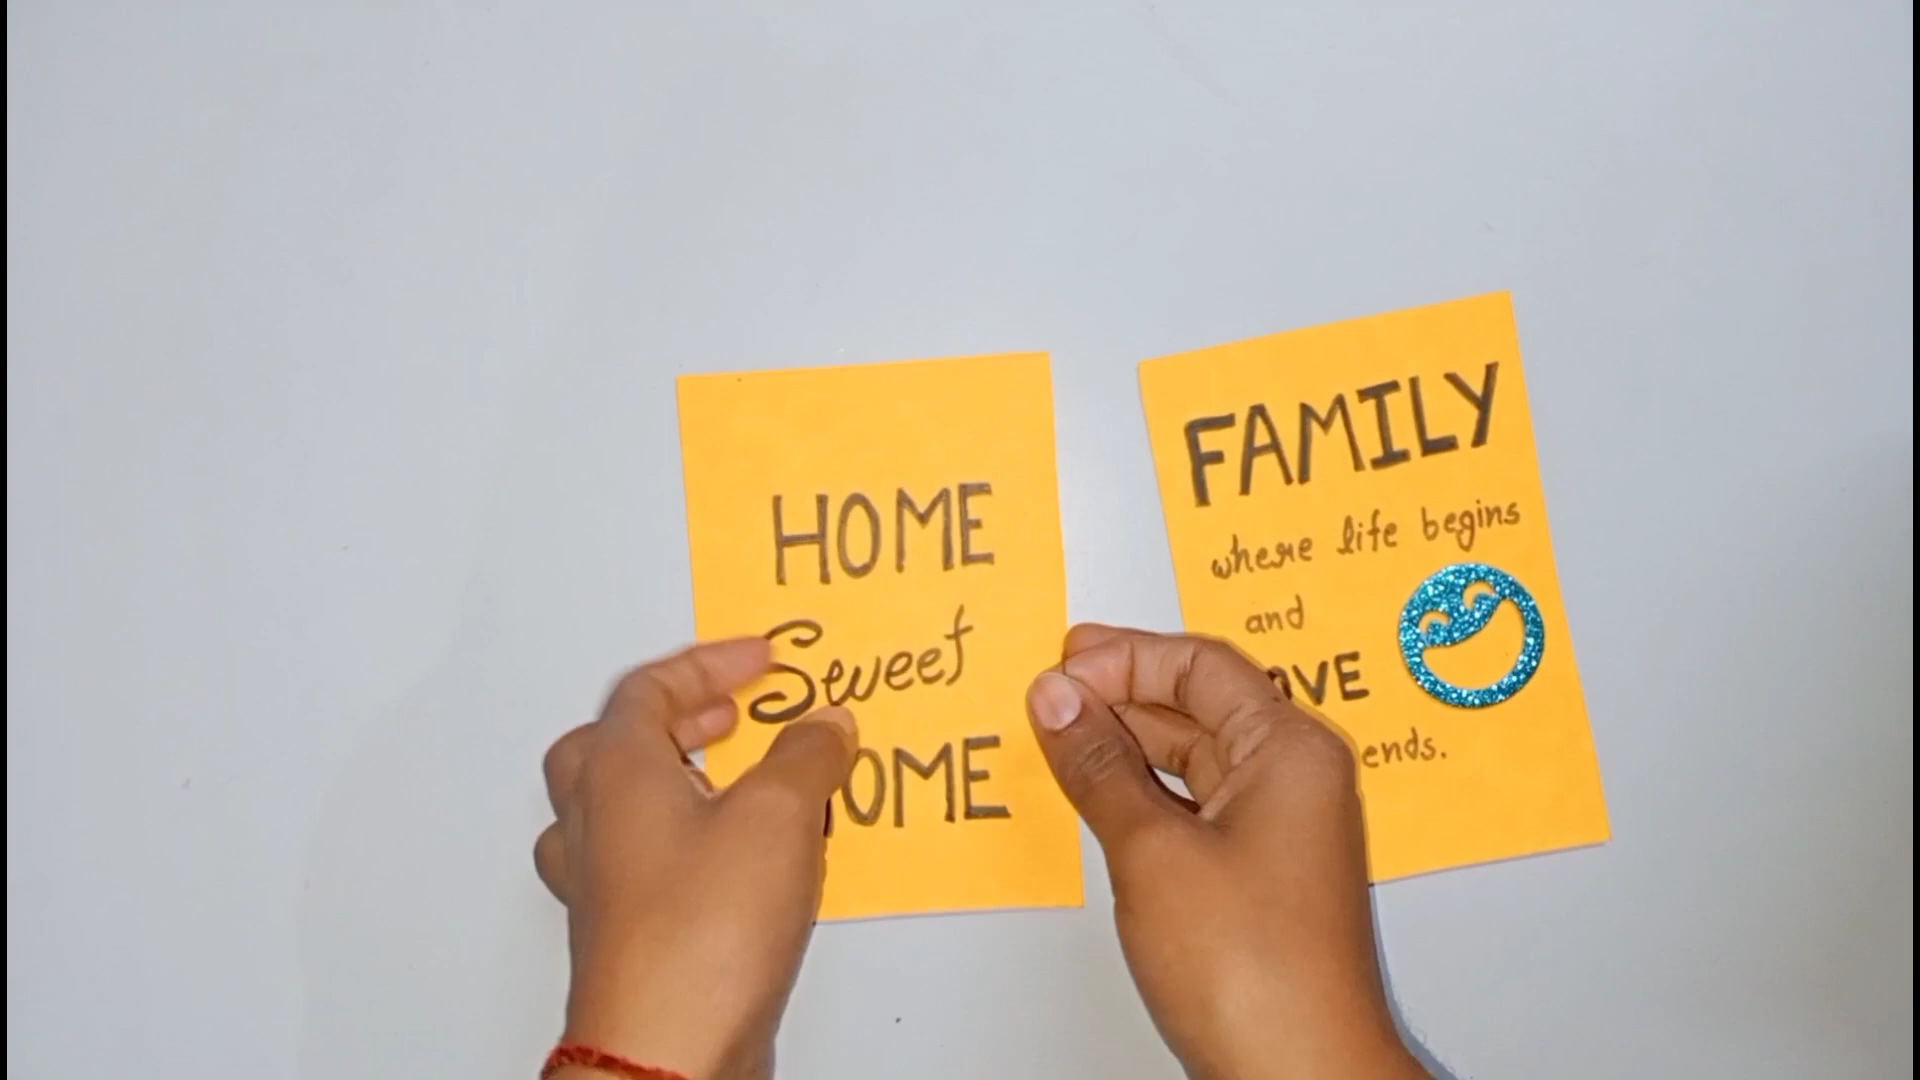 HOME
Sweet
OME
FAMILY
where life begins
and
OVE
ends.